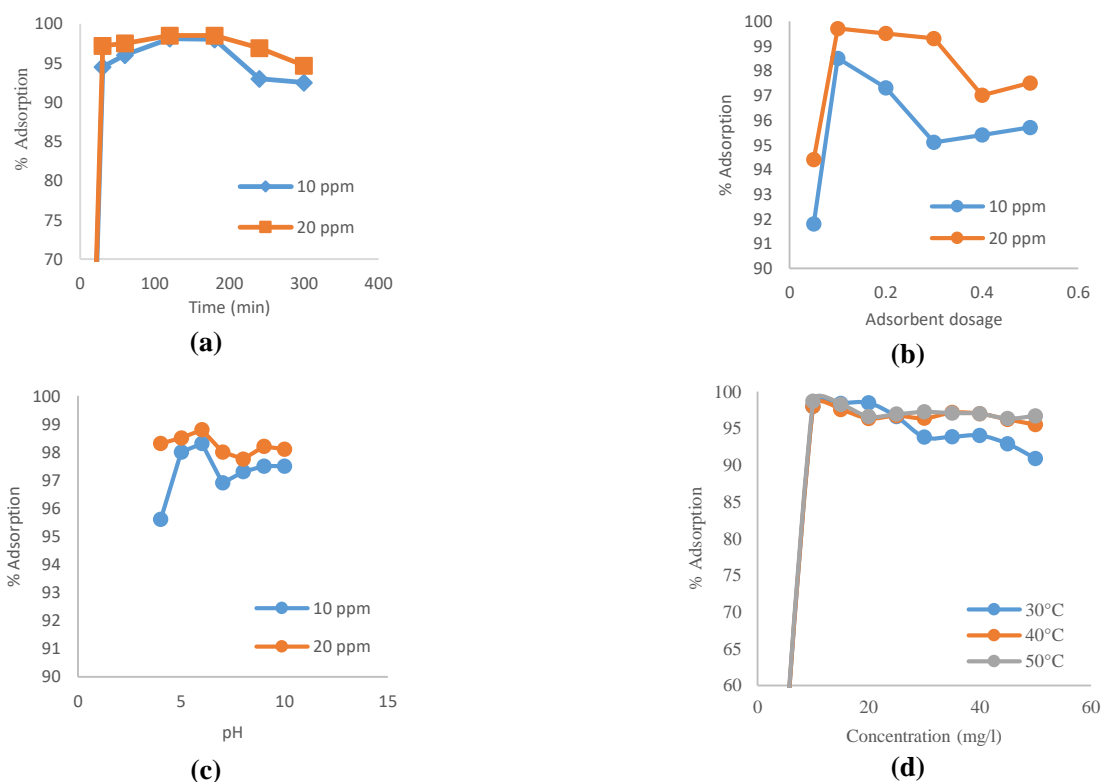 100
95
90
85
80
75
70
% Adsorption
10 ppm
20 ppm
0 100 200 300 400
Time (min)
(a)
100
99
98
97
96
95
94
93
92
91
90
% Adsorption
10 ppm
20 ppm
0 0.2 0.4 0.6
Adsorbent dosage
(b)
100
99
98
97
96
95
94
93
92
91
90
% Adsorption
10 ppm
20 ppm
0 5 10 15
pH
(c)
100
95
90
85
80
75
70
65
60
% Adsorption
30°C
40°C
50°C
0 20 40 60
Concentration (mg/l)
(d)